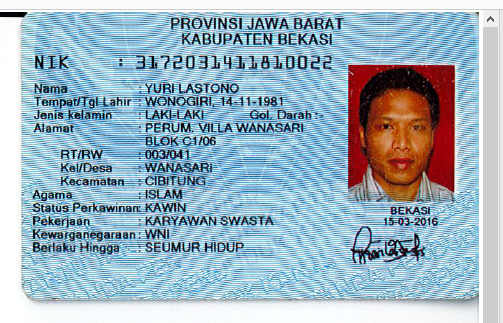 PROVINSI JAWA BARAT
KABUPATEN BEKASI
NIK : 3172031411810022
Nama : YURI LASTONO
Tempat/Tgl Lahir : WONOGIRI, 14-11-1981
Jenis kelamin : LAKI-LAKI Gol. Darah :-
Alamat : PERUM. VILLA WANASARI
BLOK C1/06
RT/RW : 003/041
Kel/Desa : WANASARI
Kecamatan : CIBITUNG
Agama : ISLAM
Status Perkawinan: KAWIN
Pekerjaan : KARYAWAN SWASTA
Kewarganegaraan: WNI
Berlaku Hingga : SEUMUR HIDUP
BEKASI
15-03-2016